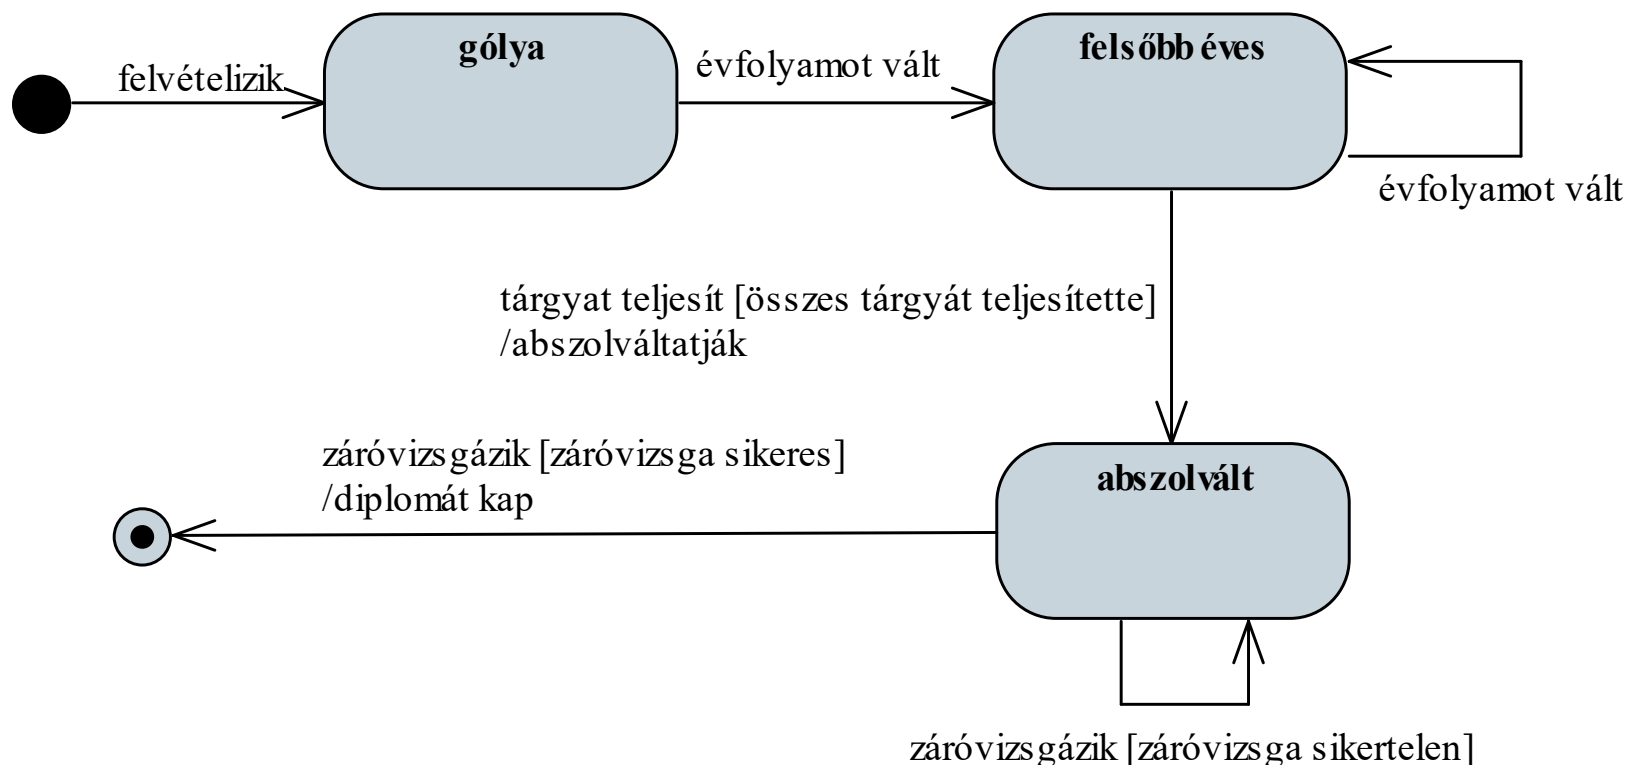 gólya
felsőbb éves
felvételizik
évfolyamot vált
évfolyamot vált
tárgyat teljesít [összes tárgyát teljesítette]
/abszolváltatják
záróvizsgázik [záróvizsga sikeres]
/diplomát kap
abszolvált
záróvizsgázik [záróvizsga sikertelen]